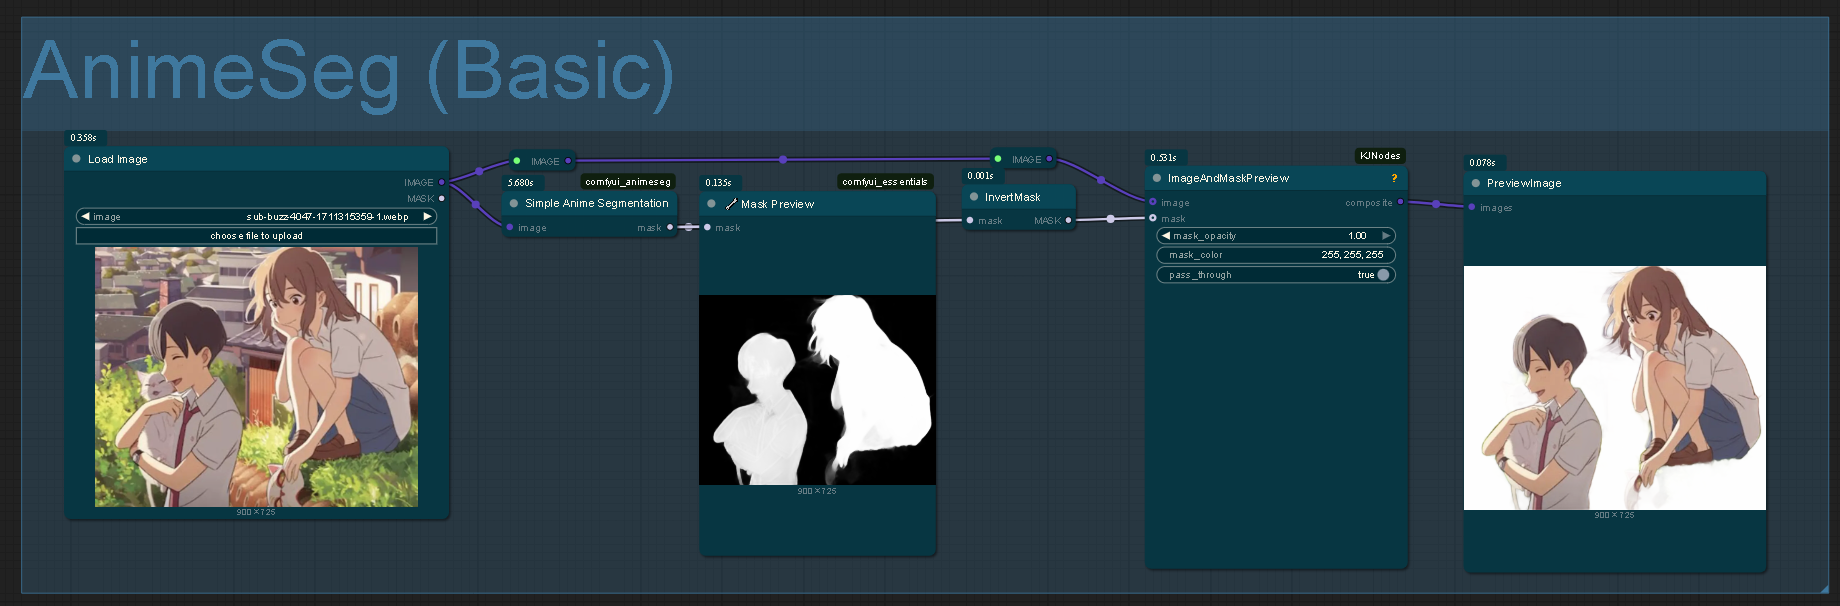 AnimeSeg (Basic)
0.358s
Load Image
IMAGE
MASK
image
sub-buzz-4047-1711315359-1.webp
choose file to upload
900×725
IMAGE
5.680s
comfyui_animeseg
Simple Anime Segmentation
image
mask
0.135s
comfyui_essentials
Mask Preview
mask
900×725
IMAGE
0.001s
InvertMask
mask
MASK
0.531s
KJNodes
ImageAndMaskPreview
?
image
composite
mask
mask_opacity
1.00
mask_color
255, 255, 255
pass_through
true
0.078s
PreviewImage
images
900×725